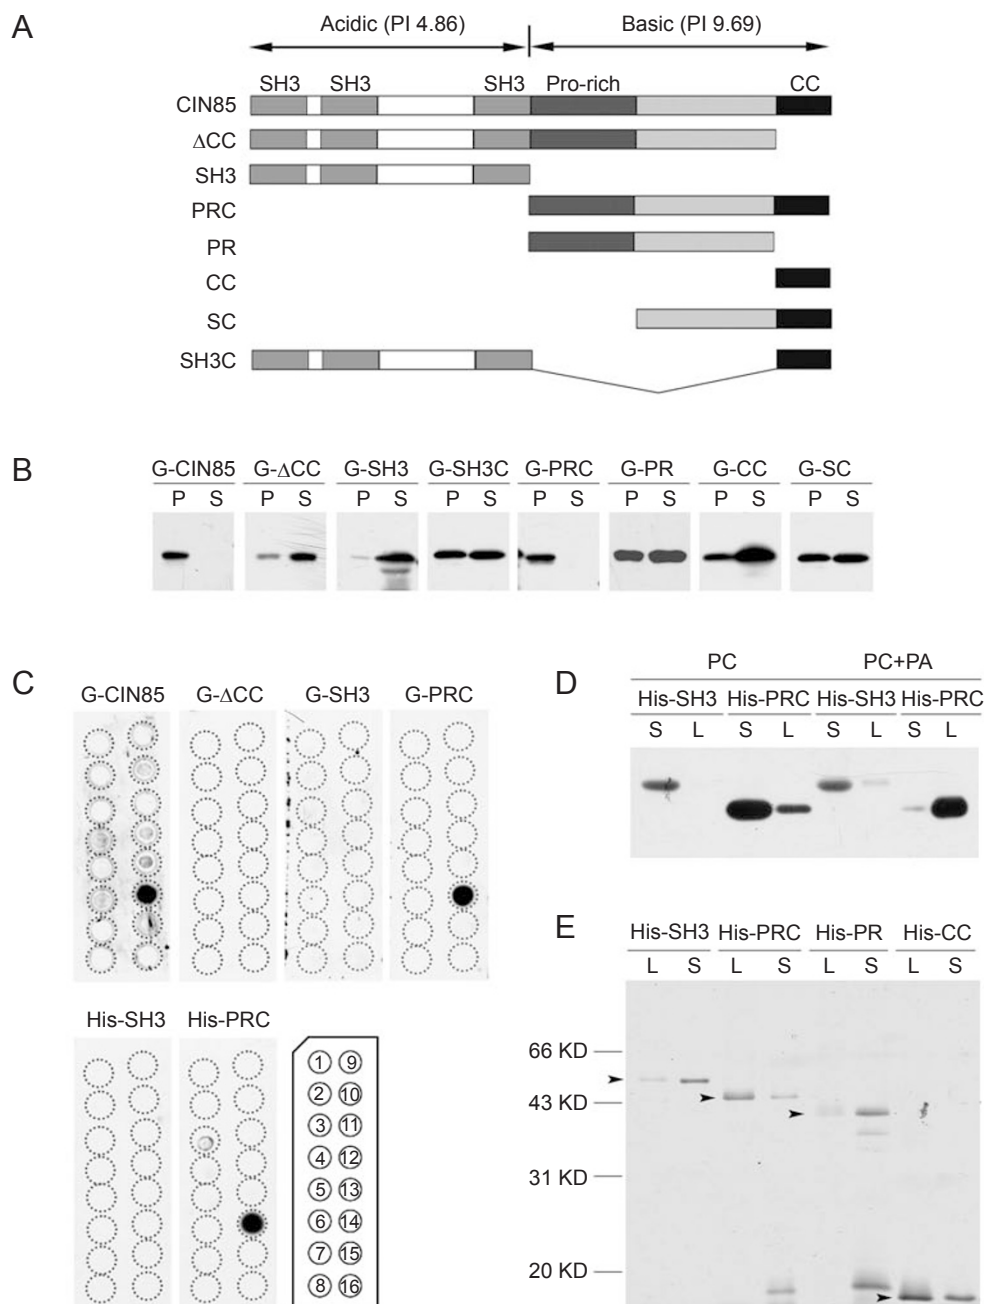 A
Acidic (PI 4.86) Basic (PI 9.69)
SH3 SH3 SH3 Pro-rich CC
CIN85
ΔCC
SH3
PRC
PR
CC
SC
SH3C
B
G-CIN85 G-ΔCC G-SH3 G-SH3C G-PRC G-PR G-CC G-SC
P S P S P S P S P S P S P S P S
C
G-CIN85 G-ΔCC G-SH3 G-PRC
His-SH3 His-PRC
1 9
2 10
3 11
4 12
5 13
6 14
7 15
8 16
D
PC PC+PA
His-SH3 His-PRC His-SH3 His-PRC
S L S L S L S L
E
His-SH3 His-PRC His-PR His-CC
L S L S L S L S
66 KD
43 KD
31 KD
20 KD